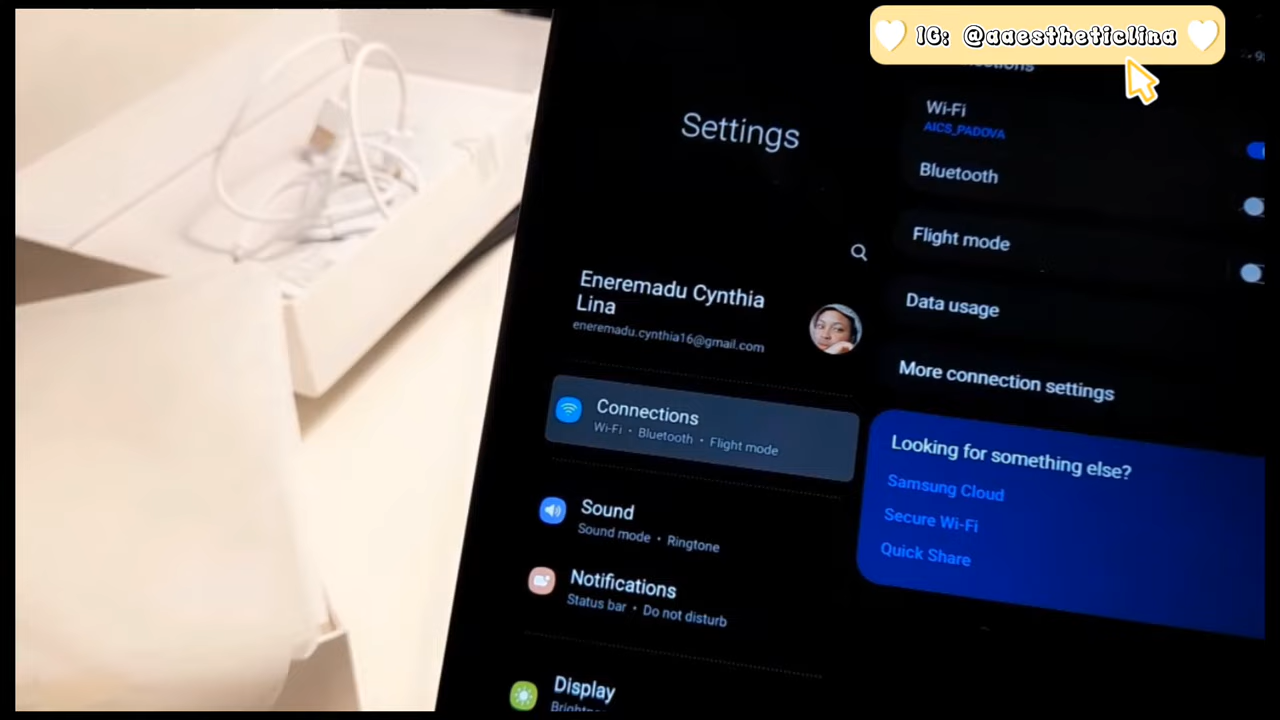 IG: @aaestheticlina
Settings
Eneremadu Cynthia
Lina
eneremadu.cynthia16@gmail.com
Connections
Wi-Fi • Bluetooth • Flight mode
Sound
Sound mode • Ringtone
Notifications
Status bar • Do not disturb
Display
Wi-Fi
AICS_PADOVA
Bluetooth
Flight mode
Data usage
More connection settings
Looking for something else?
Samsung Cloud
Secure Wi-Fi
Quick Share